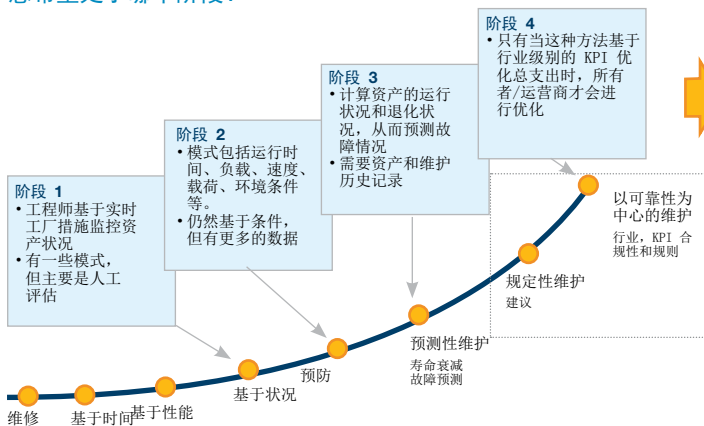 阶段 4
• 只有当这种方法基于
行业级别的 KPI 优
化总支出时，所有
者/运营商才会进
行优化
阶段 3
• 计算资产的运行
状况和退化状
况，从而预测故
障情况
• 需要资产和维护
历史记录
阶段 2
• 模式包括运行时
间、负载、速度、
载荷、环境条件
等。
• 仍然基于条件，
但有更多的数据
阶段 1
• 工程师基于实时
工厂措施监控资
产状况
• 有一些模式，
但主要是人工
评估
以可靠性为
中心的维护
行业，KPI 合
规性和规则
规定性维护
建议
预测性维护
寿命衰减
故障预测
预防
基于状况
基于性能
基于时间
维修